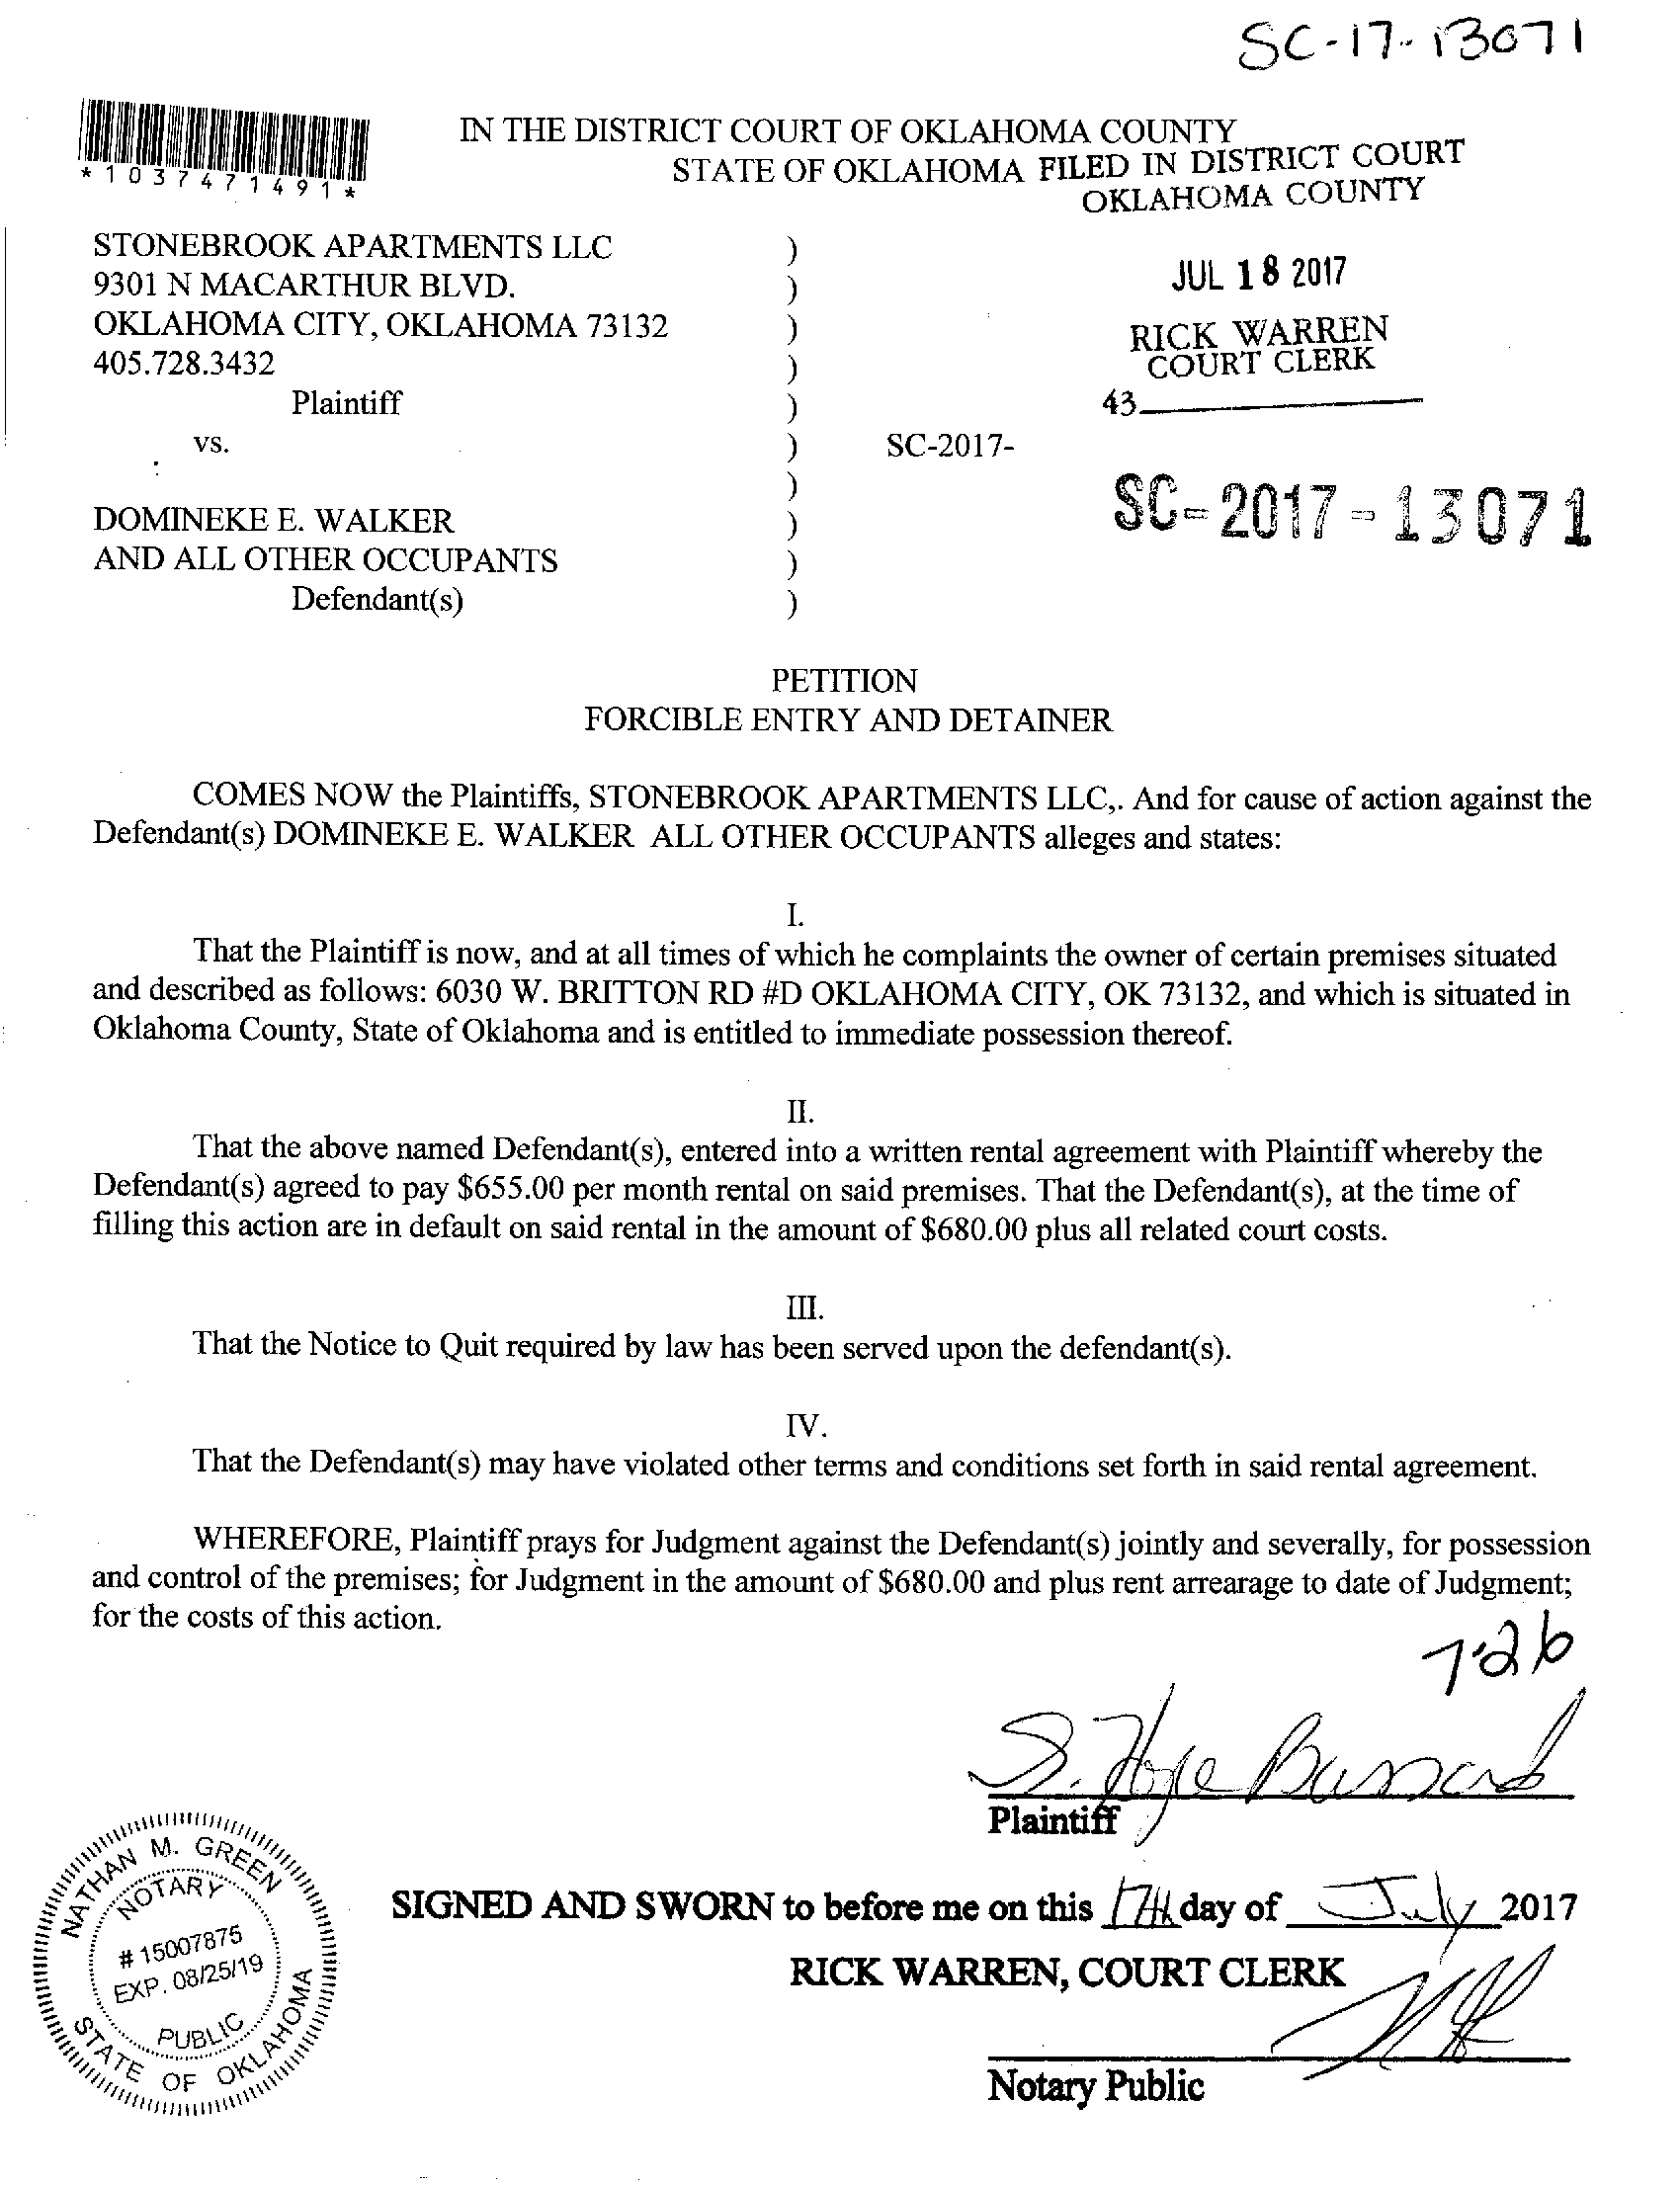 SC-17-13071
*1037471491*
IN THE DISTRICT COURT OF OKLAHOMA COUNTY
STATE OF OKLAHOMA FILED IN DISTRICT COURT
OKLAHOMA COUNTY
STONEBROOK APARTMENTS LLC )
9301 N MACARTHUR BLVD. ) JUL 18 2017
OKLAHOMA CITY, OKLAHOMA 73132 ) RICK WARREN
405.728.3432 ) COURT CLERK
Plaintiff ) 43
vs. ) SC-2017-
)
SC-2017-13071
DOMINEKE E. WALKER )
AND ALL OTHER OCCUPANTS )
Defendant(s) )
PETITION
FORCIBLE ENTRY AND DETAINER
COMES NOW the Plaintiffs, STONEBROOK APARTMENTS LLC,. And for cause of action against the
Defendant(s) DOMINEKE E. WALKER ALL OTHER OCCUPANTS alleges and states:
I.
That the Plaintiff is now, and at all times of which he complaints the owner of certain premises situated
and described as follows: 6030 W. BRITTON RD #D OKLAHOMA CITY, OK 73132, and which is situated in
Oklahoma County, State of Oklahoma and is entitled to immediate possession thereof.
II.
That the above named Defendant(s), entered into a written rental agreement with Plaintiff whereby the
Defendant(s) agreed to pay $655.00 per month rental on said premises. That the Defendant(s), at the time of
filling this action are in default on said rental in the amount of $680.00 plus all related court costs.
III.
That the Notice to Quit required by law has been served upon the defendant(s).
IV.
That the Defendant(s) may have violated other terms and conditions set forth in said rental agreement.
WHEREFORE, Plaintiff prays for Judgment against the Defendant(s) jointly and severally, for possession
and control of the premises; for Judgment in the amount of $680.00 and plus rent arrearage to date of Judgment;
for the costs of this action.
7-26
Plaintiff
SIGNED AND SWORN to before me on this 17th day of July 2017
RICK WARREN, COURT CLERK
Notary Public
NATHAN M. GREEN
NOTARY
# 15007875
EXP. 08/25/19
PUBLIC
STATE OF OKLAHOMA